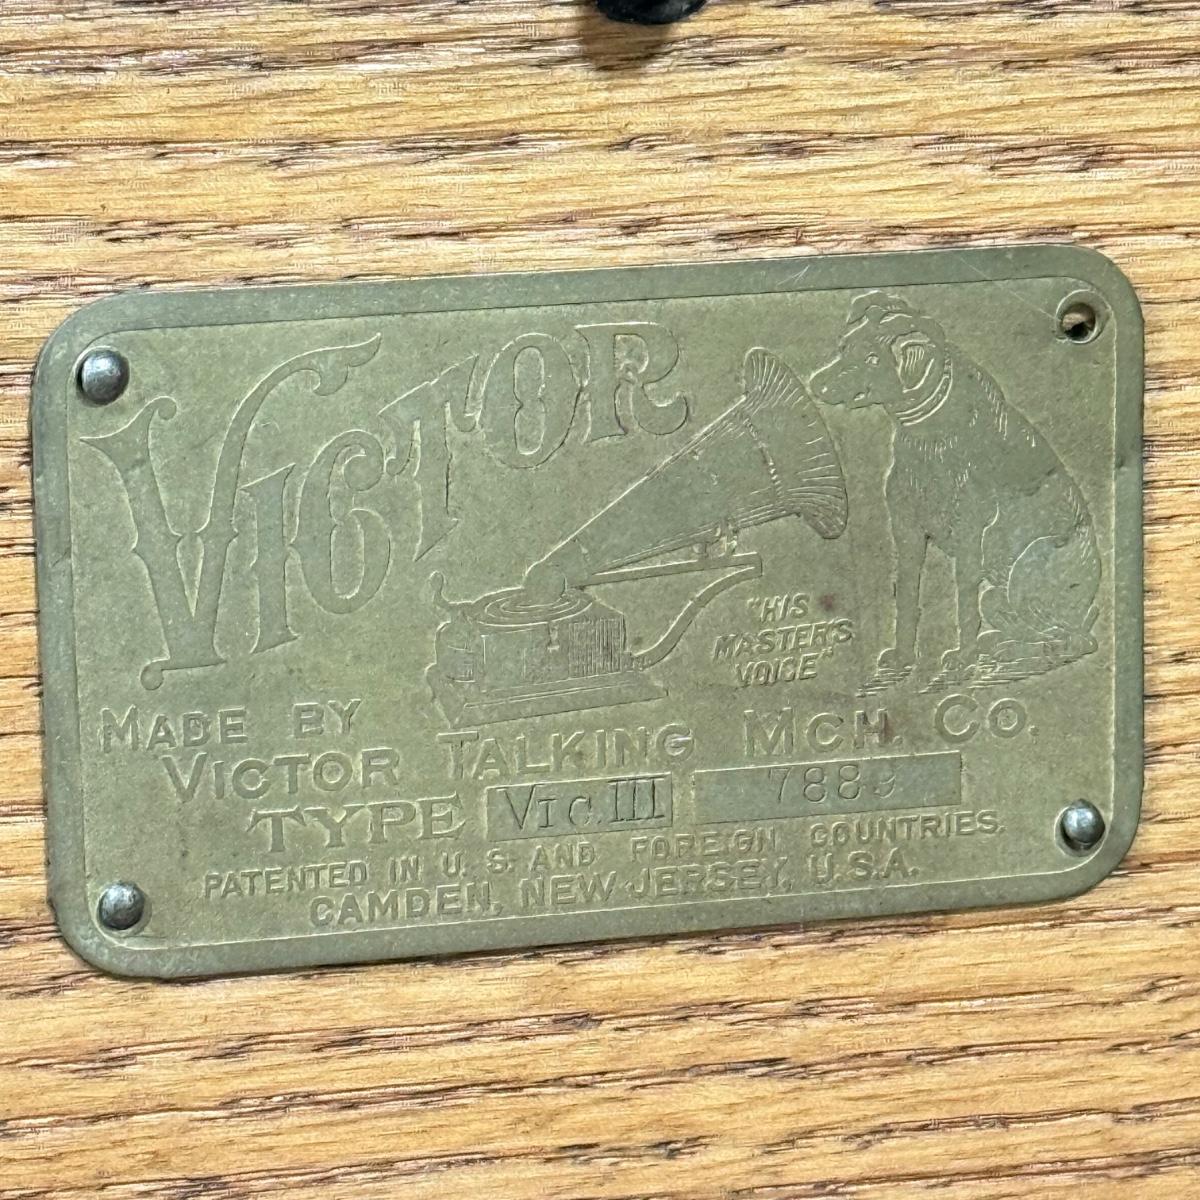 VICTOR
"HIS
MASTER'S
VOICE"
MADE BY
VICTOR TALKING MCH. CO.
TYPE VIC. III 7889
PATENTED IN U. S. AND FOREIGN COUNTRIES.
CAMDEN, NEW JERSEY, U.S.A.